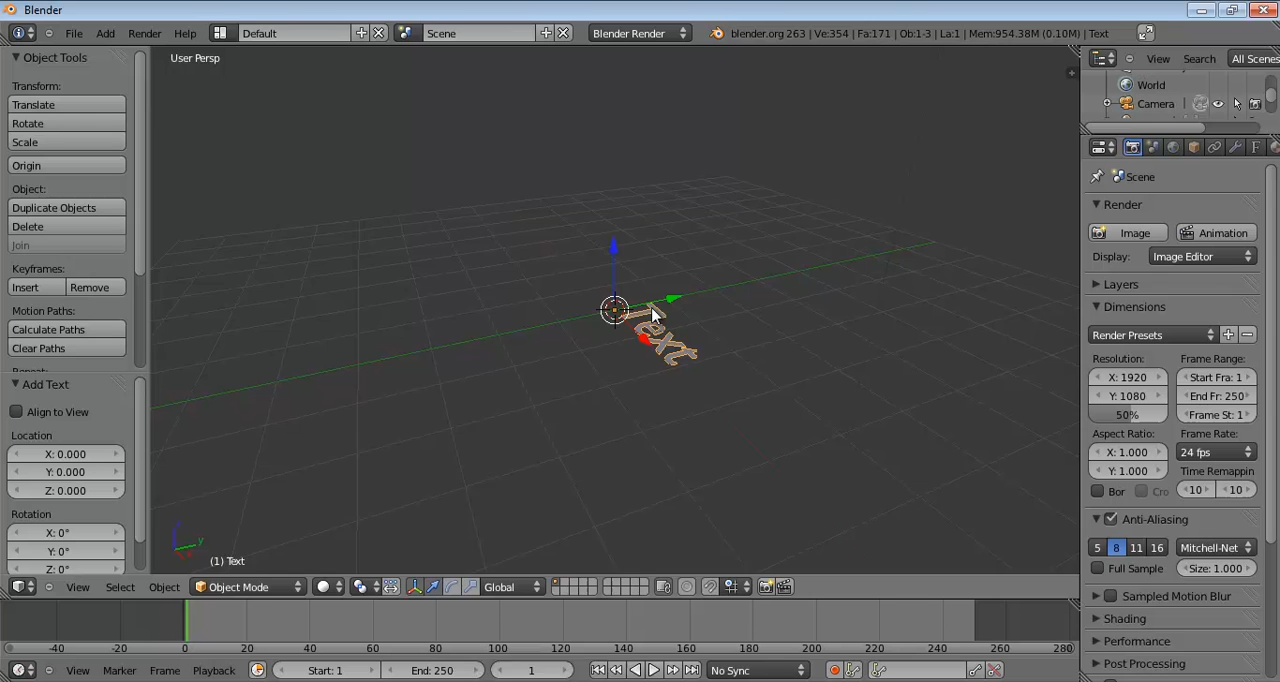 Blender
File Add Render Help Default Scene Blender Render blender.org 263 | Ve:354 | Fa:171 | Ob:1-3 | La:1 | Mem:954.38M (0.10M) | Text
Object Tools
Transform:
Translate
Rotate
Scale
Origin
Object:
Duplicate Objects
Delete
Join
Keyframes:
Insert Remove
Motion Paths:
Calculate Paths
Clear Paths
Add Text
Align to View
Location
X: 0.000
Y: 0.000
Z: 0.000
Rotation
X: 0°
Y: 0°
Z: 0°
User Persp
Text
z
y
(1) Text
View Select Object Object Mode Global
-40 -20 0 20 40 60 80 100 120 140 160 180 200 220 240 260 280
View Marker Frame Playback Start: 1 End: 250 1 No Sync
View Search All Scenes
World
Camera
Scene
Render
Image Animation
Display: Image Editor
Layers
Dimensions
Render Presets
Resolution: Frame Range:
X: 1920 Start Fra: 1
Y: 1080 End Fr: 250
50% Frame St: 1
Aspect Ratio: Frame Rate:
X: 1.000 24 fps
Y: 1.000 Time Remappin
Bor Cro 10 10
Anti-Aliasing
5 8 11 16 Mitchell-Net
Full Sample Size: 1.000
Sampled Motion Blur
Shading
Performance
Post Processing